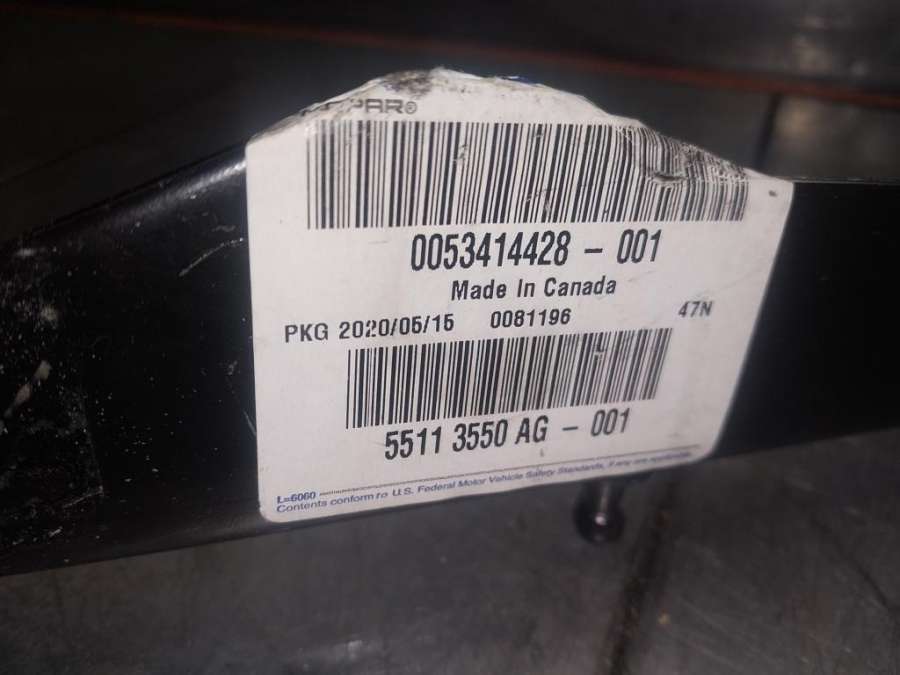 PAR®
0053414428 - 001
Made In Canada
PKG 2020/05/15 0081196 47N
5511 3550 AG - 001
L=6060
Contents conform to U.S. Federal Motor Vehicle Safety Standards, if any are applicable.